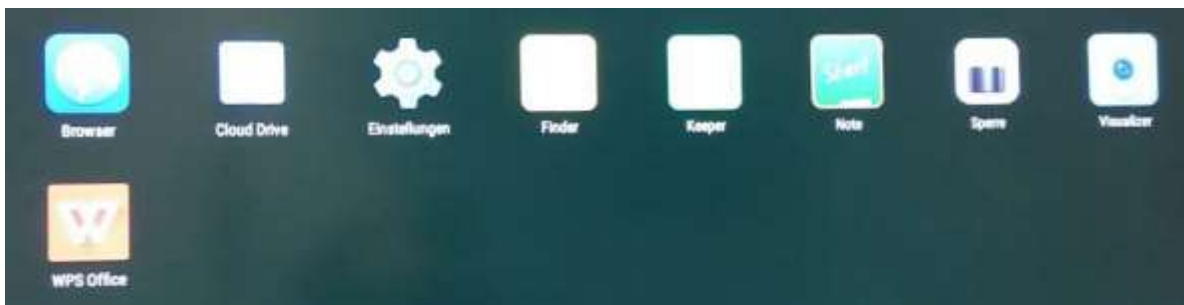 Browser
Cloud Drive
Einstellungen
Finder
Keeper
Note
Sperre
Visualizer
WPS Office